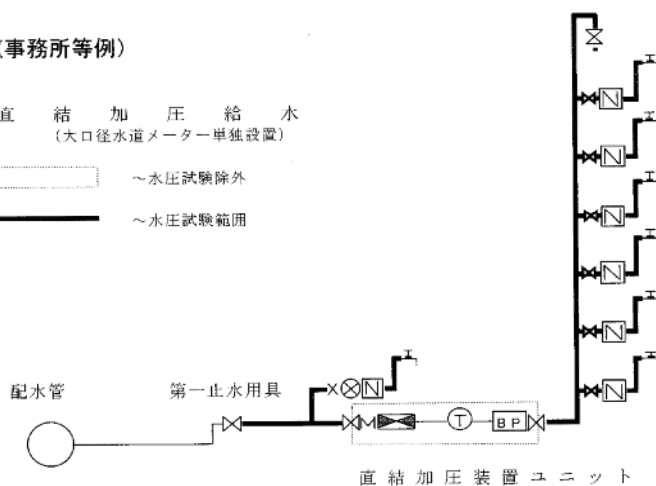 (事務所等例)
直結加圧給水
(大口径水道メーター単独設置)
～水圧試験除外
～水圧試験範囲
配水管
第一止水用具
T
BP
直結加圧装置ユニット